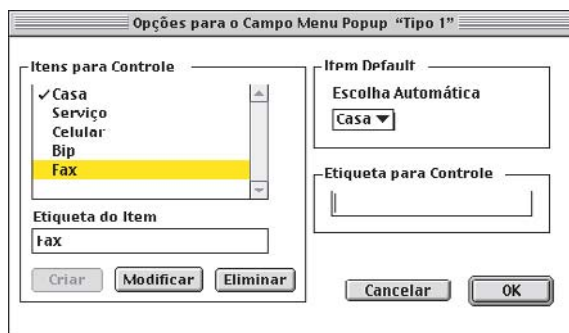 Opções para o Campo Menu Popup “Tipo 1”
Itens para Controle
✓Casa
Serviço
Celular
Bip
Fax
Etiqueta do Item
Fax
Criar Modificar Eliminar
Item Default
Escolha Automática
Casa
Etiqueta para Controle
Cancelar OK